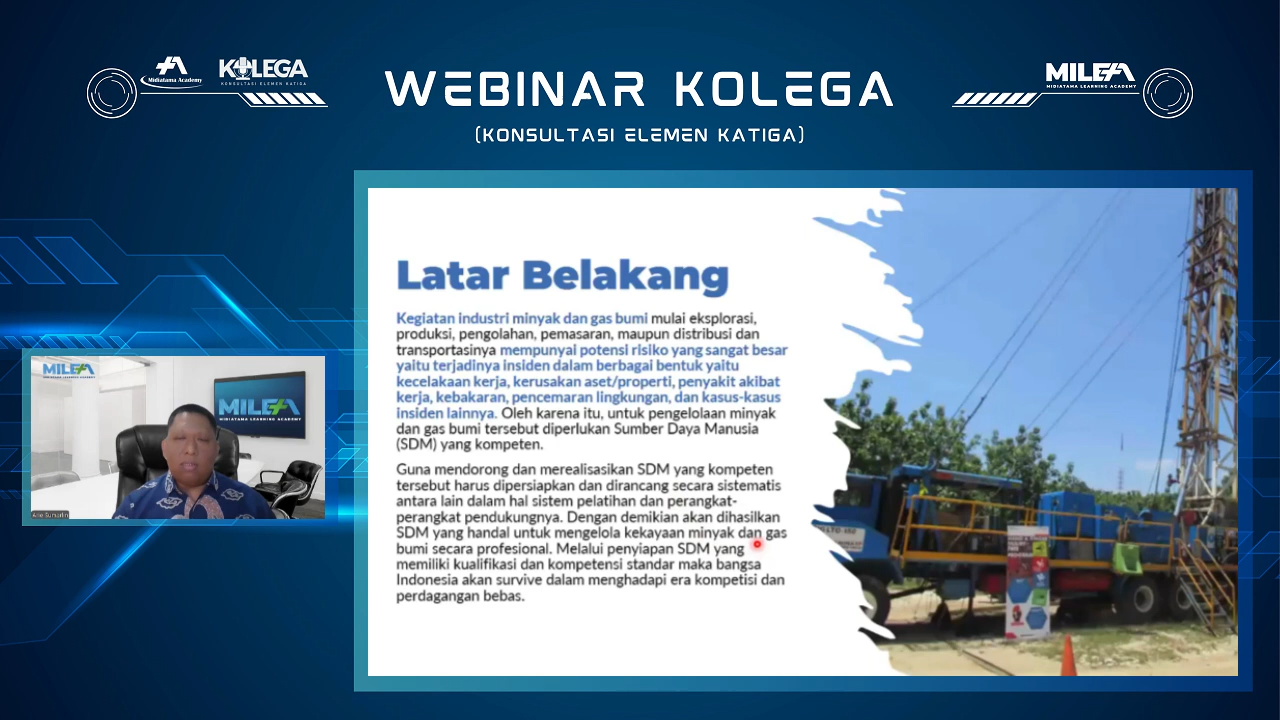 Midiatama Academy
KOLEGA
KONSULTASI ELEMEN KATIGA
WEBINAR KOLEGA
(KONSULTASI ELEMEN KATIGA)
MILEA
MIDIATAMA LEARNING ACADEMY
Latar Belakang
Kegiatan industri minyak dan gas bumi mulai eksplorasi,
produksi, pengolahan, pemasaran, maupun distribusi dan
transportasinya mempunyai potensi risiko yang sangat besar
yaitu terjadinya insiden dalam berbagai bentuk yaitu
kecelakaan kerja, kerusakan aset/properti, penyakit akibat
kerja, kebakaran, pencemaran lingkungan, dan kasus-kasus
insiden lainnya. Oleh karena itu, untuk pengelolaan minyak
dan gas bumi tersebut diperlukan Sumber Daya Manusia
(SDM) yang kompeten.
Guna mendorong dan merealisasikan SDM yang kompeten
tersebut harus dipersiapkan dan dirancang secara sistematis
antara lain dalam hal sistem pelatihan dan perangkat-
perangkat pendukungnya. Dengan demikian akan dihasilkan
SDM yang handal untuk mengelola kekayaan minyak dan gas
bumi secara profesional. Melalui penyiapan SDM yang
memiliki kualifikasi dan kompetensi standar maka bangsa
Indonesia akan survive dalam menghadapi era kompetisi dan
perdagangan bebas.
MILEA
MILEA
MIDIATAMA LEARNING ACADEMY